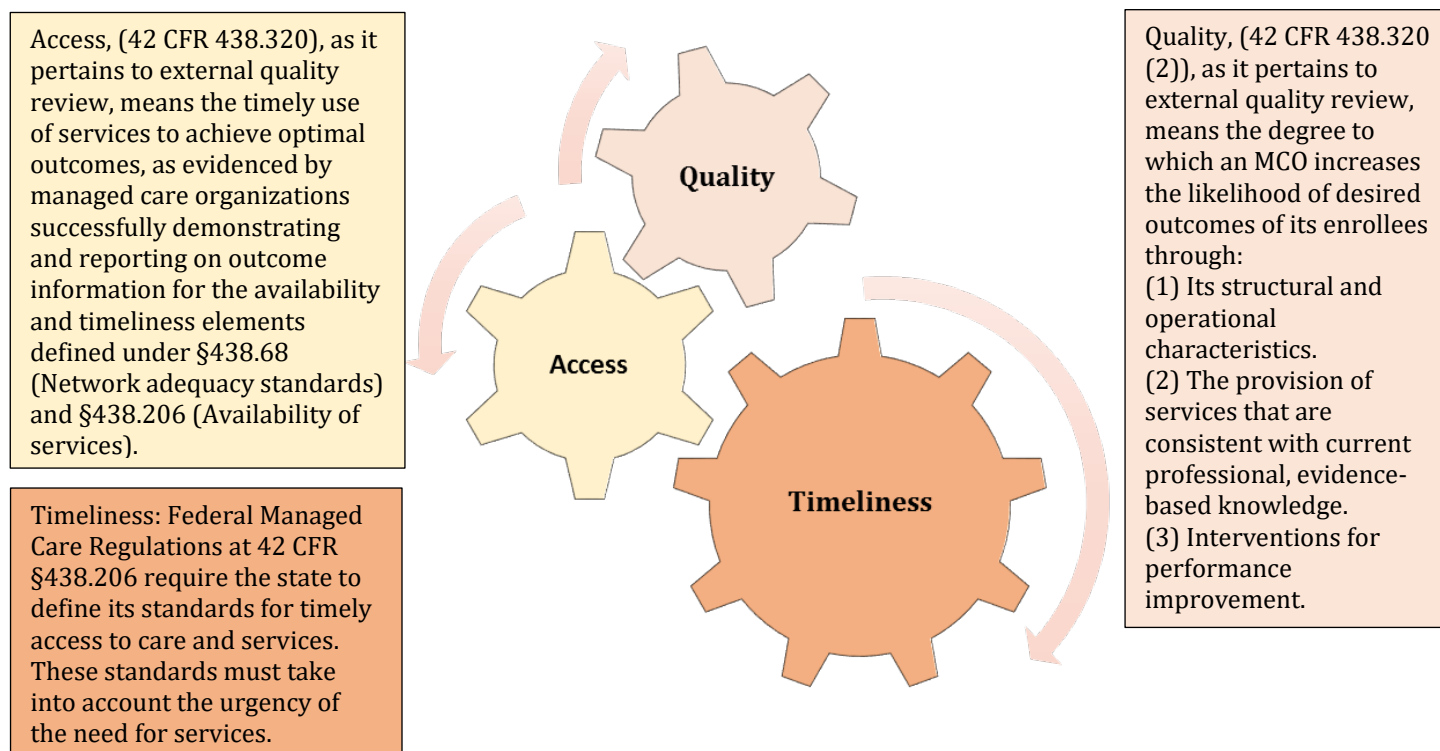 Access, (42 CFR 438.320), as it
pertains to external quality
review, means the timely use
of services to achieve optimal
outcomes, as evidenced by
managed care organizations
successfully demonstrating
and reporting on outcome
information for the availability
and timeliness elements
defined under §438.68
(Network adequacy standards)
and §438.206 (Availability of
services).
Timeliness: Federal Managed
Care Regulations at 42 CFR
§438.206 require the state to
define its standards for timely
access to care and services.
These standards must take
into account the urgency of
the need for services.
Quality
Access
Timeliness
Quality, (42 CFR 438.320
(2)), as it pertains to
external quality review,
means the degree to
which an MCO increases
the likelihood of desired
outcomes of its enrollees
through:
(1) Its structural and
operational
characteristics.
(2) The provision of
services that are
consistent with current
professional, evidence-
based knowledge.
(3) Interventions for
performance
improvement.